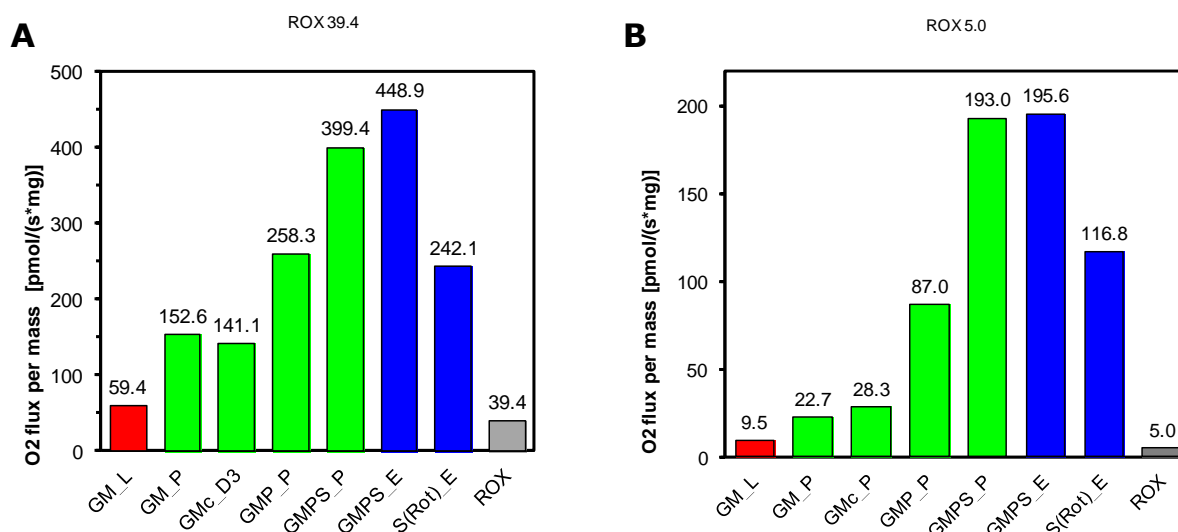 A
ROX 39.4
O2 flux per mass [pmol/(s*mg)]
500
400
300
200
100
0
59.4
152.6
141.1
258.3
399.4
448.9
242.1
39.4
GM_L
GM_P
GMc_D3
GMP_P
GMPS_P
GMPS_E
S(Rot)_E
ROX
B
ROX 5.0
O2 flux per mass [pmol/(s*mg)]
200
150
100
50
0
9.5
22.7
28.3
87.0
193.0
195.6
116.8
5.0
GM_L
GM_P
GMc_P
GMP_P
GMPS_P
GMPS_E
S(Rot)_E
ROX